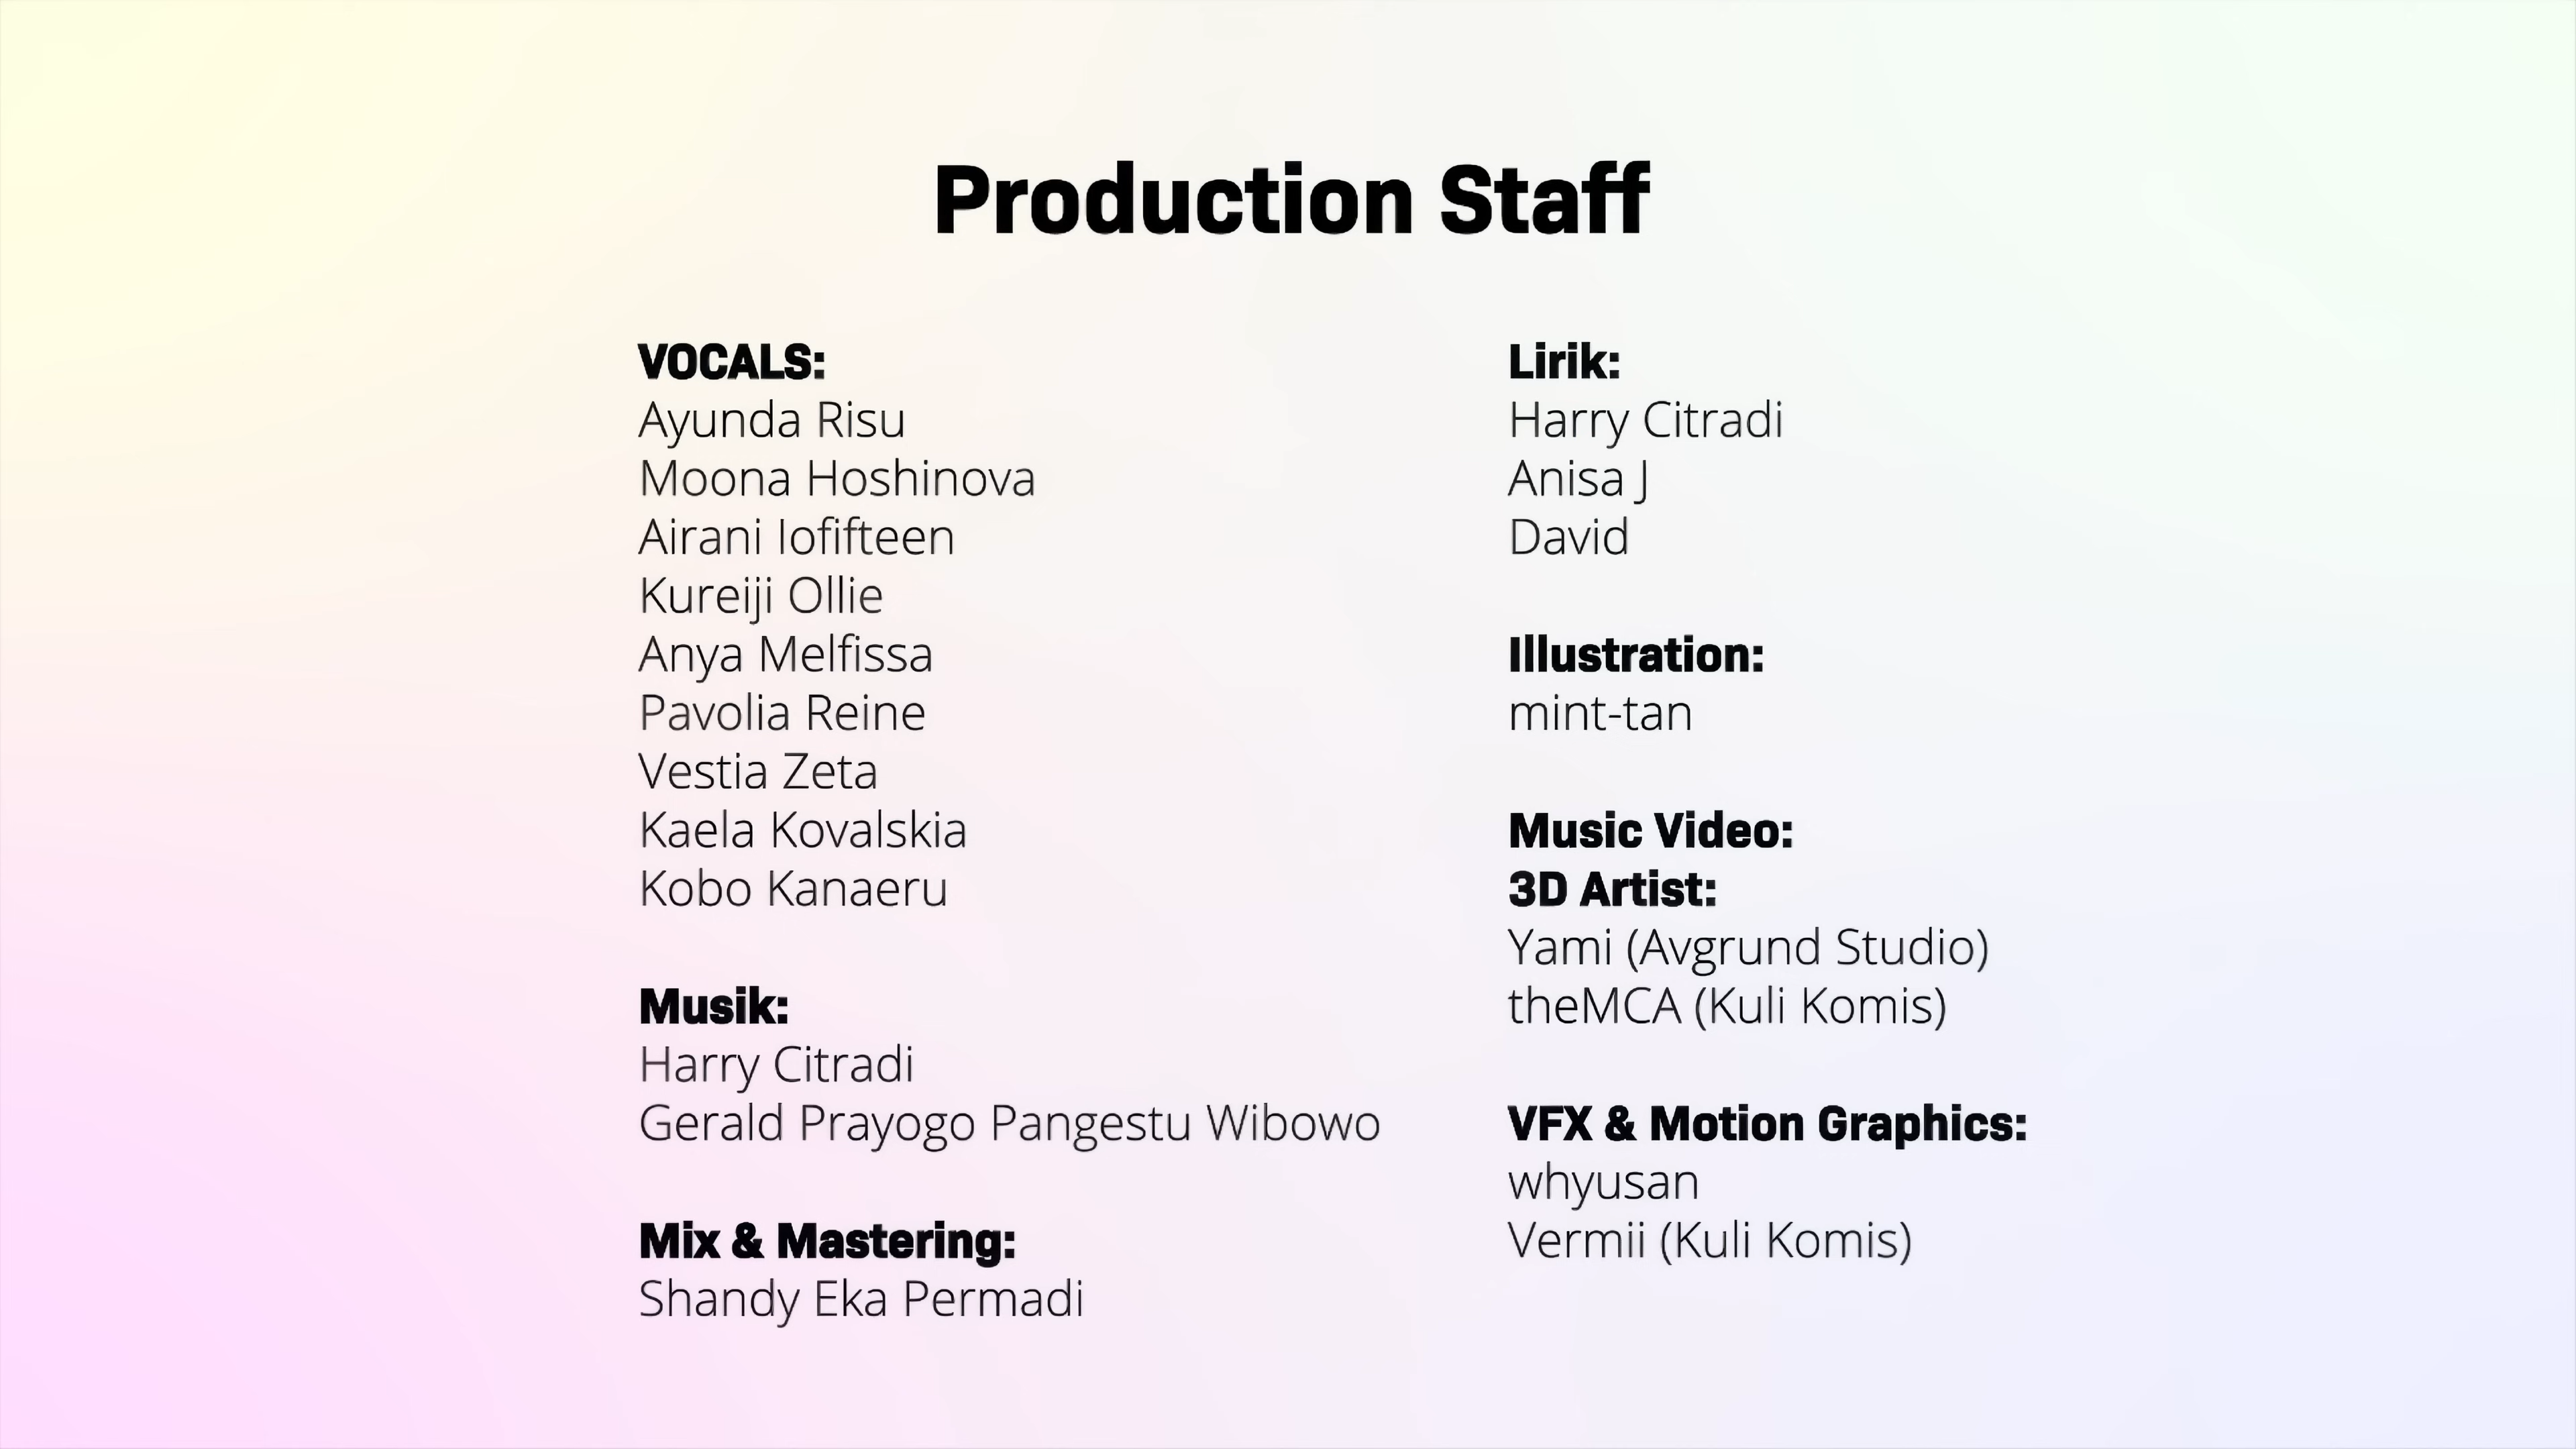 Production Staff
VOCALS:
Ayunda Risu
Moona Hoshinova
Airani Iofifteen
Kureiji Ollie
Anya Melfissa
Pavolia Reine
Vestia Zeta
Kaela Kovalskia
Kobo Kanaeru
Musik:
Harry Citradi
Gerald Prayogo Pangestu Wibowo
Mix & Mastering:
Shandy Eka Permadi
Lirik:
Harry Citradi
Anisa J
David
Illustration:
mint-tan
Music Video:
3D Artist:
Yami (Avgrund Studio)
theMCA (Kuli Komis)
VFX & Motion Graphics:
whyusan
Vermii (Kuli Komis)